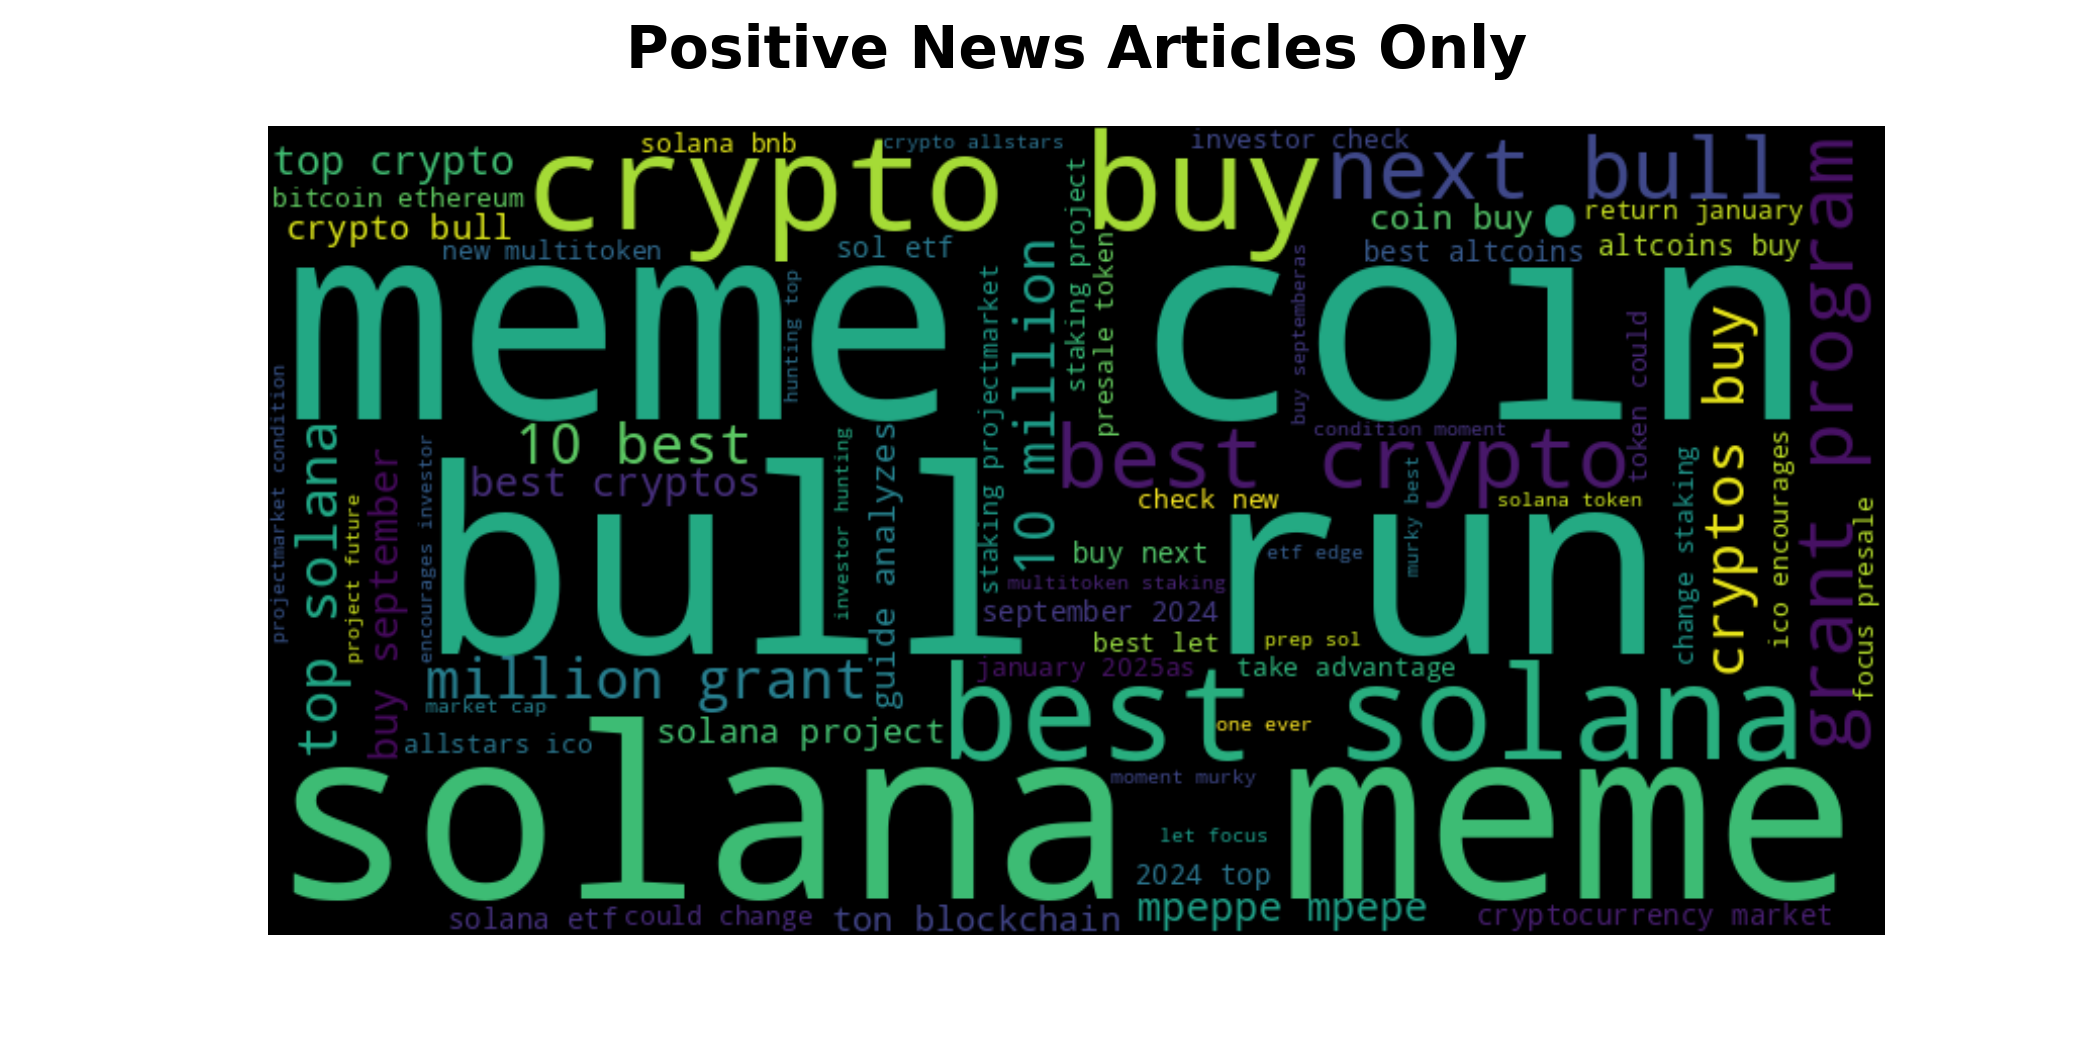 Positive News Articles Only
top crypto
solana bnb
crypto allstars
investor check
crypto buy
next bull
bitcoin ethereum
crypto bull
coin buy
return january
new multitoken
sol etf
best altcoins
altcoins buy
meme coin
hunting top
staking projectmarket
10 million
staking project
presale token
buy septemberas
token could
cryptos buy
grant program
projectmarket condition
top solana
project future
buy september
encourages investor
10 best
best cryptos
investor hunting
guide analyzes
best crypto
condition moment
check new
murky best
solana token
change staking
ico encourages
focus presale
bull run
buy next
etf edge
multitoken staking
september 2024
best let
prep sol
million grant
january 2025as
take advantage
market cap
allstars ico
solana project
best solana
one ever
solana meme
moment murky
let focus
2024 top
solana etf
could change
ton blockchain
mpeppe mpepe
cryptocurrency market